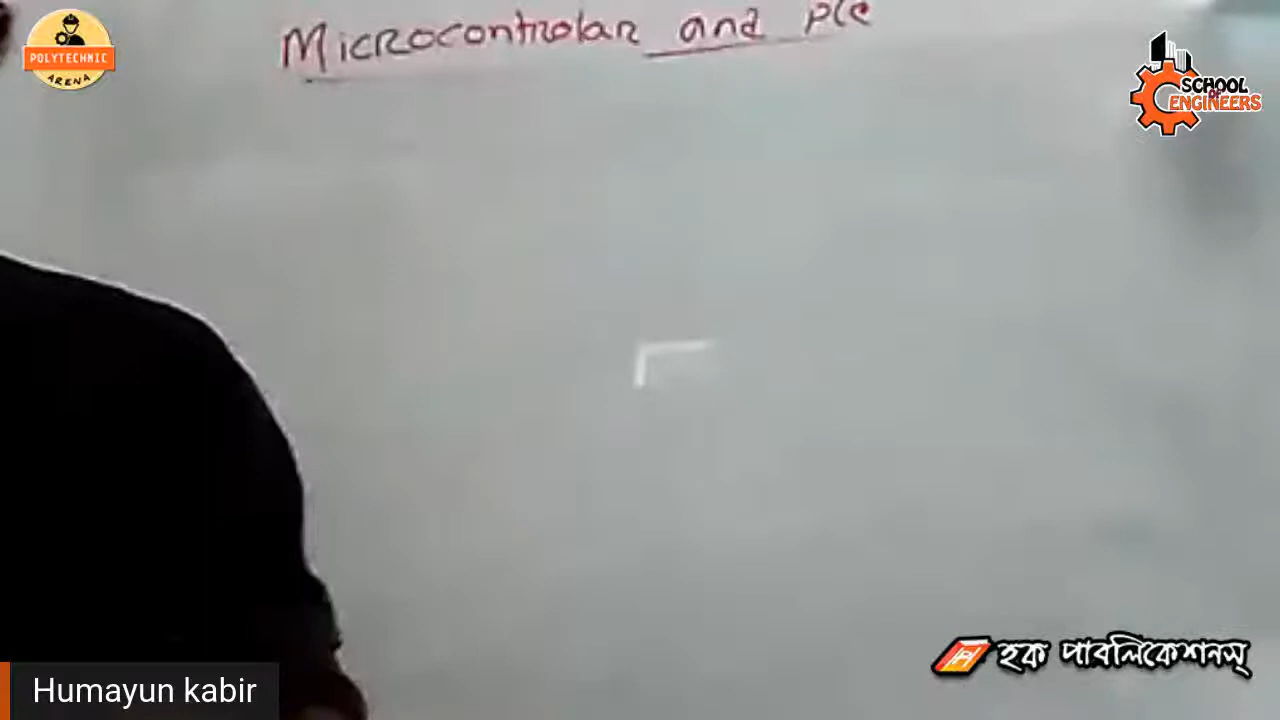 Microcontrolar and PLC
POLYTECHNIC
ARENA
SCHOOL
OF
ENGINEERS
হক পাবলিকেশনস্
Humayun kabir